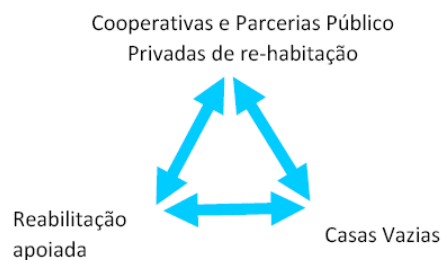 Cooperativas e Parcerias Público
Privadas de re-habitação
Reabilitação
apoiada
Casas Vazias